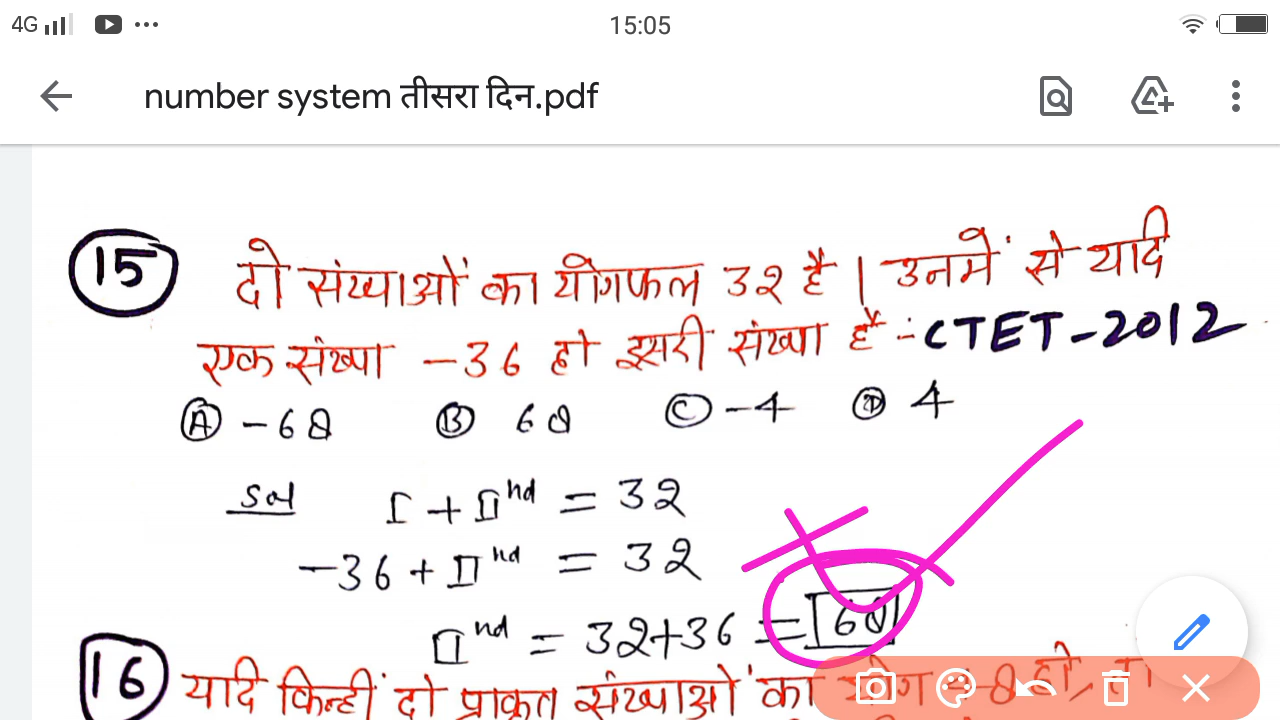 4G 15:05
number system तीसरा दिन.pdf
15 दो संख्याओं का योगफल 32 है। उनमें से यदि
एक संख्या -36 हो दूसरी संख्या है :- CTET-2012
A -68 B 68 C -4 D 4
Sol I + IInd = 32
-36 + IInd = 32
IInd = 32+36 = 68
16 यदि किन्हीं दो प्राकृत संख्याओं का योग 8 हो, त